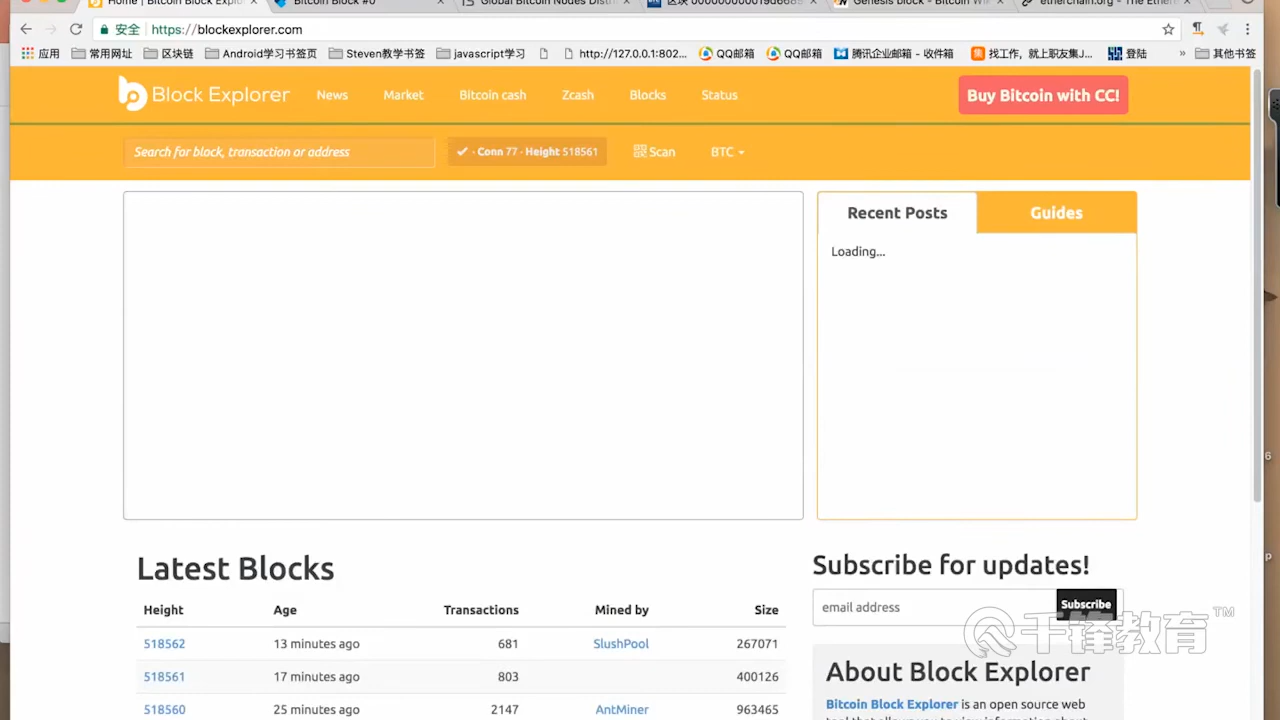 Home | Bitcoin Block Explo
Bitcoin Block #0
Global Bitcoin Nodes Distri
Genesis block - Bitcoin Wi
etherchain.org - The Ether
安全 https://blockexplorer.com
应用 常用网址 区块链 Android学习书签页 Steven教学书签 javascript学习 http://127.0.0.1:802... QQ邮箱 QQ邮箱 腾讯企业邮箱 - 收件箱 找工作，就上职友集J... 登陆 » 其他书签
Block Explorer News Market Bitcoin cash Zcash Blocks Status Buy Bitcoin with CC!
Search for block, transaction or address · Conn 77 · Height 518561 Scan BTC
Recent Posts Guides
Loading...
Latest Blocks
Height Age Transactions Mined by Size
518562 13 minutes ago 681 SlushPool 267071
518561 17 minutes ago 803 400126
518560 25 minutes ago 2147 AntMiner 963465
Subscribe for updates!
email address Subscribe
千锋教育 TM
About Block Explorer
Bitcoin Block Explorer is an open source web